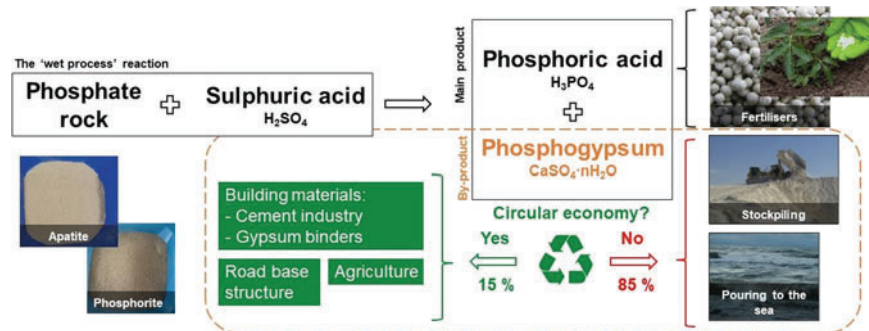 The 'wet process' reaction
Phosphate
rock
Sulphuric acid
H₂SO₄
Main product
Phosphoric acid
H₃PO₄
Fertilisers
By-product
Phosphogypsum
CaSO₄·nH₂O
Apatite
Phosphorite
Building materials:
- Cement industry
- Gypsum binders
Road base
structure
Agriculture
Circular economy?
Yes
15 %
No
85 %
Stockpiling
Pouring to the
sea